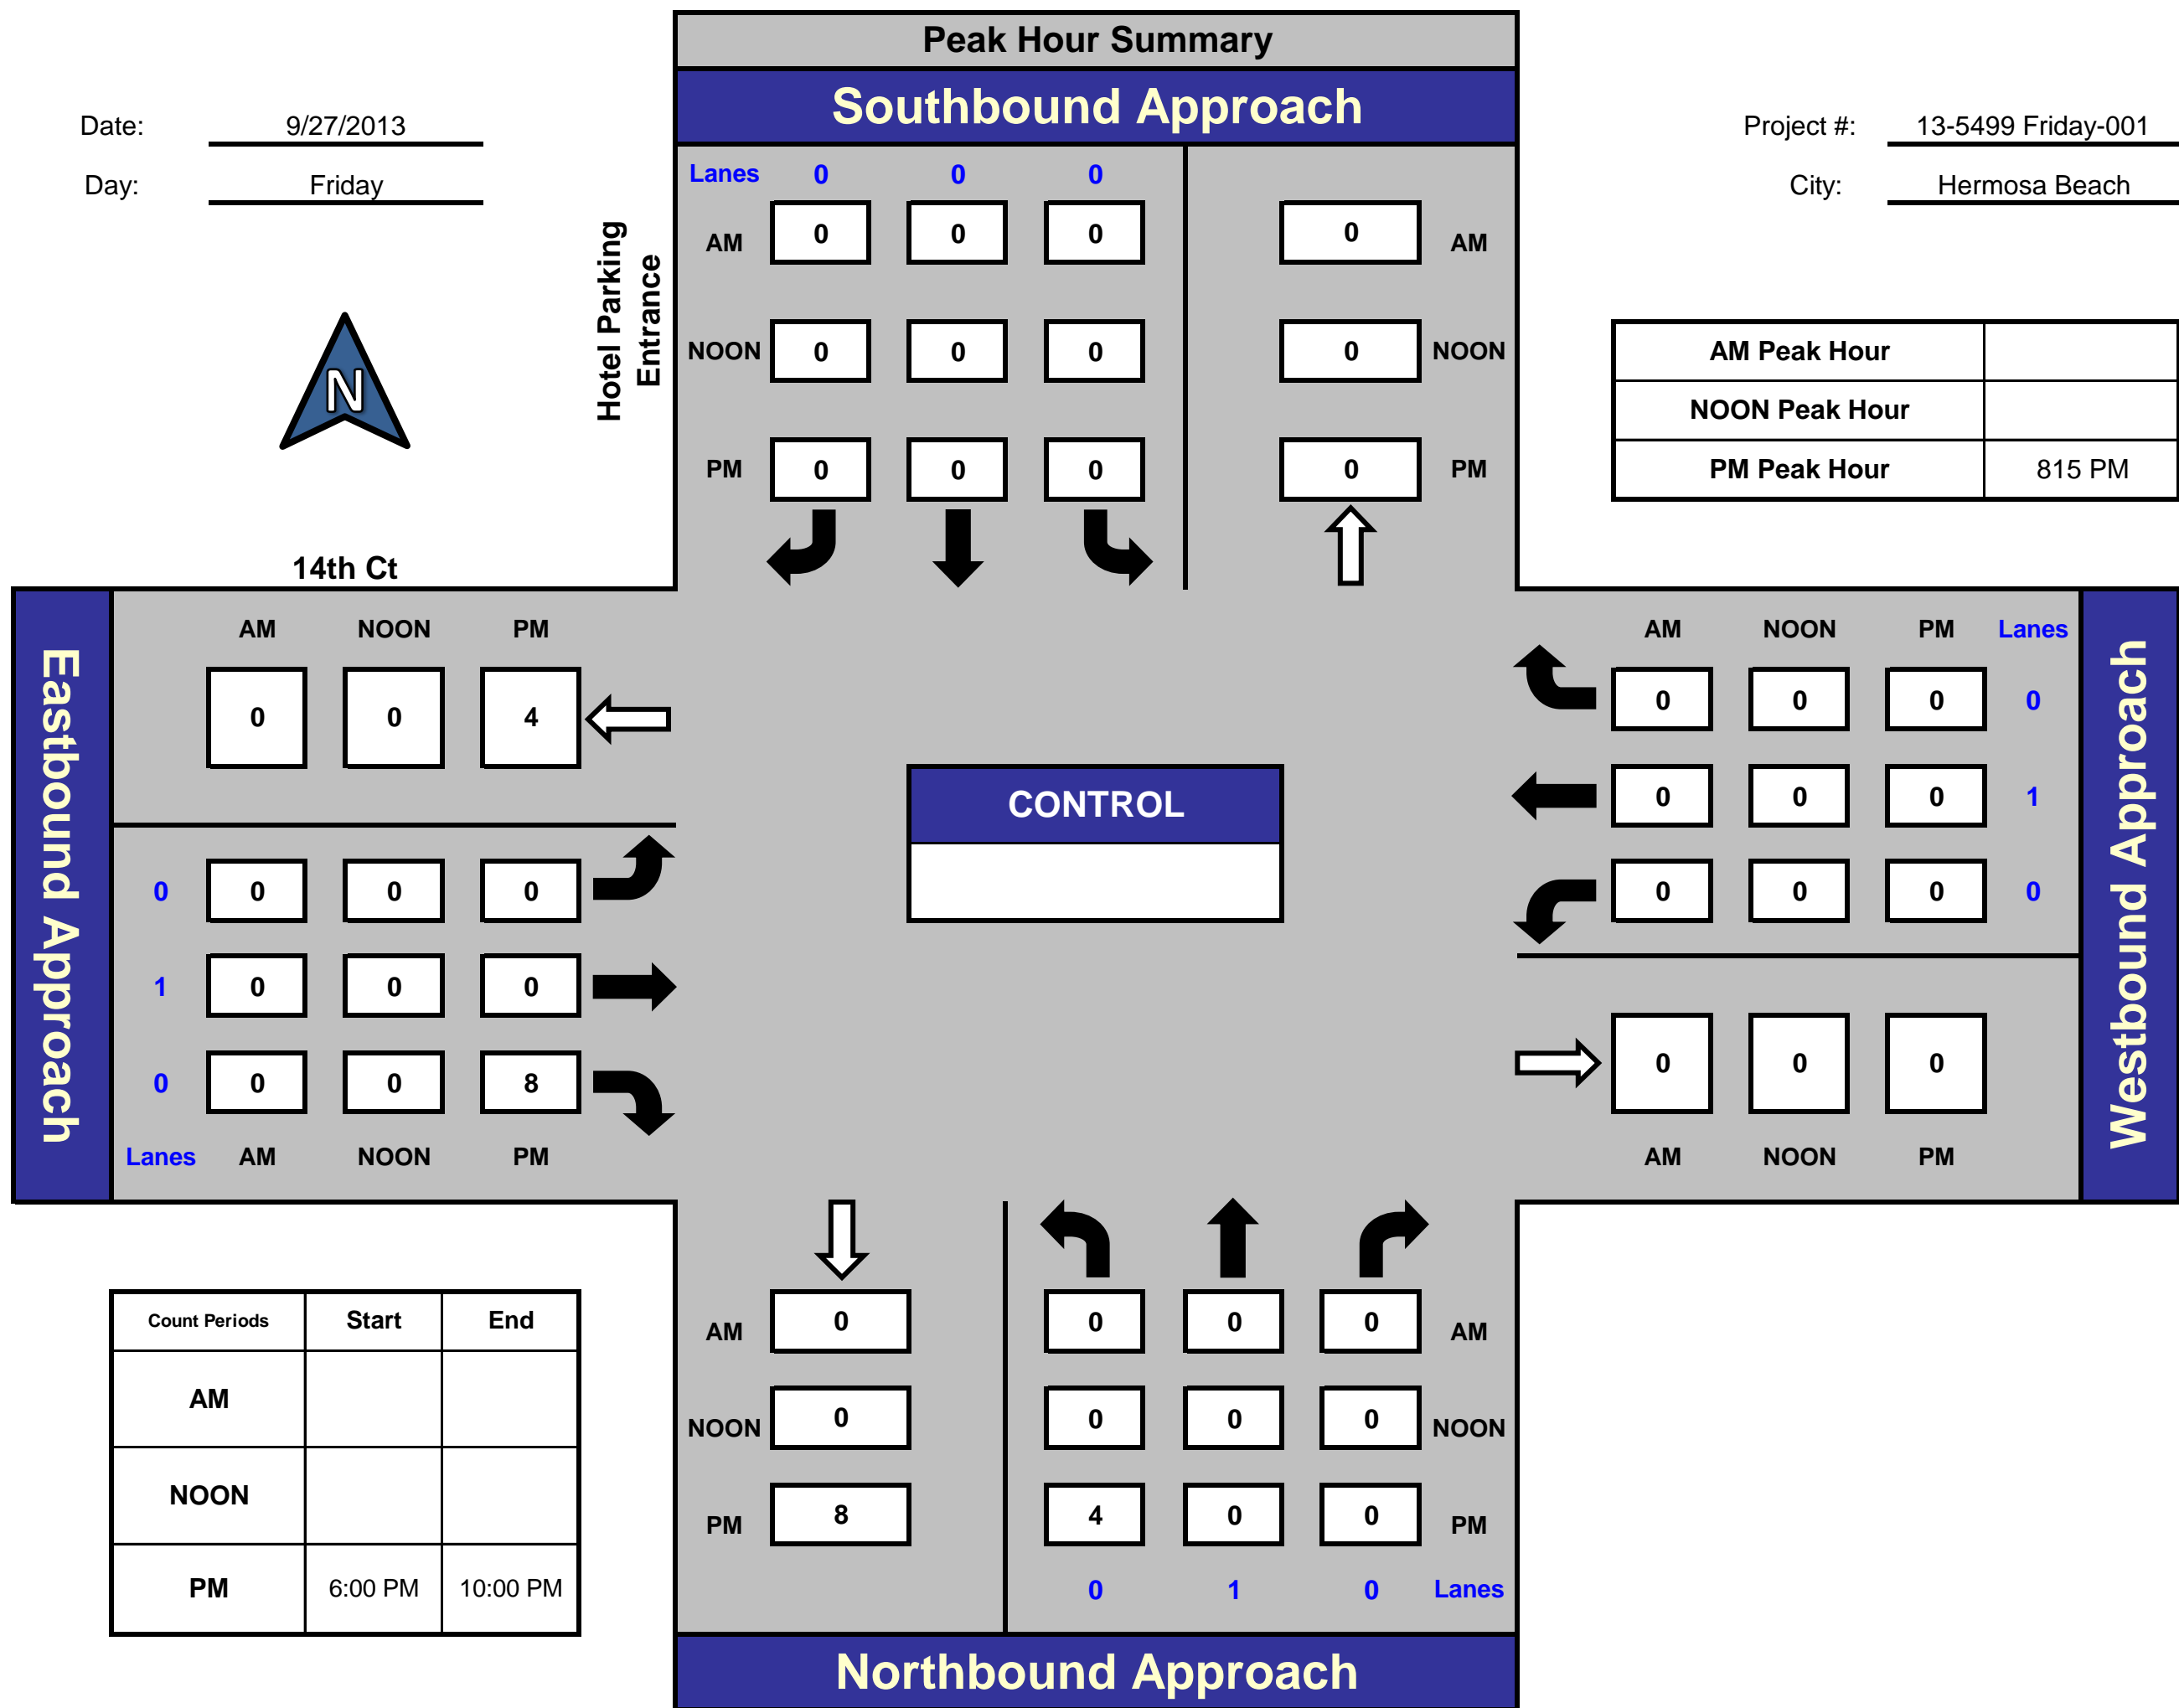 Peak Hour Summary
Southbound Approach
Date: 9/27/2013
Project #: 13-5499 Friday-001
Day: Friday
City: Hermosa Beach
Lanes 0 0 0
AM 0 0 0 0 AM
NOON 0 0 0 0 NOON
PM 0 0 0 0 PM
Hotel Parking
Entrance
N
AM Peak Hour
NOON Peak Hour
PM Peak Hour 815 PM
14th Ct
Eastbound Approach
AM NOON PM
0 0 4
0 0 0 0
1 0 0 0
0 0 0 8
Lanes AM NOON PM
CONTROL
AM NOON PM Lanes
0 0 0 0
0 0 0 1
0 0 0 0
0 0 0
AM NOON PM
Westbound Approach
Count Periods Start End
AM
NOON
PM 6:00 PM 10:00 PM
AM 0 0 0 0 AM
NOON 0 0 0 0 NOON
PM 8 4 0 0 PM
0 1 0 Lanes
Northbound Approach